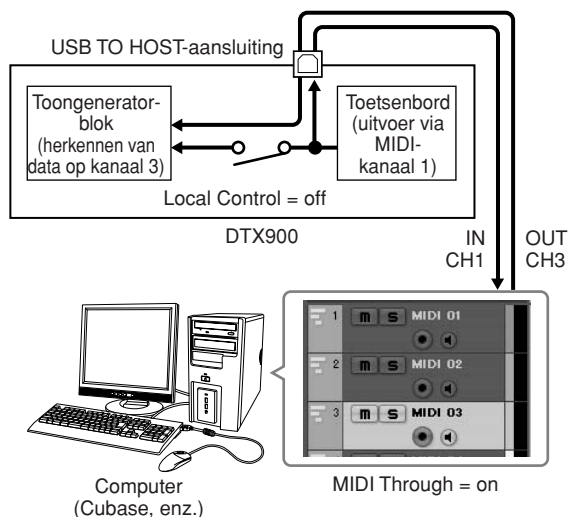 USB TO HOST-aansluiting
Toongenerator-
blok
(herkennen van
data op kanaal 3)
Toetsenbord
(uitvoer via
MIDI-
kanaal 1)
Local Control = off
DTX900
IN
CH1
OUT
CH3
1 m S MIDI 01
2 m S MIDI 02
3 m S MIDI 03
Computer
(Cubase, enz.)
MIDI Through = on